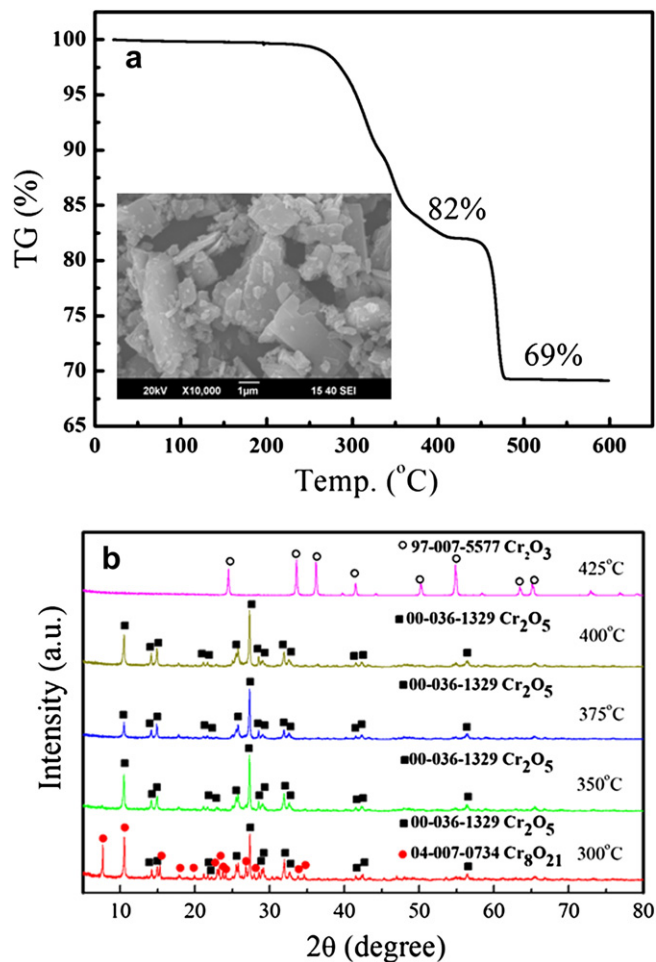 a
100
95
90
85
80
75
70
65
TG (%)
82%
69%
20kV X10,000 1µm 15 40 SEI
0 100 200 300 400 500 600
Temp. (°C)
b
97-007-5577 Cr₂O₃
425°C
00-036-1329 Cr₂O₅
400°C
00-036-1329 Cr₂O₅
375°C
00-036-1329 Cr₂O₅
350°C
00-036-1329 Cr₂O₅
04-007-0734 Cr₈O₂₁
300°C
Intensity (a.u.)
10 20 30 40 50 60 70 80
2θ (degree)